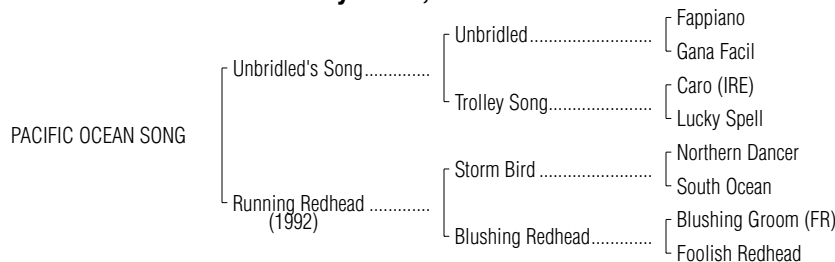 Unbridled.............................. Fappiano
Gana Facil
Unbridled's Song..............
Trolley Song.......................... Caro (IRE)
Lucky Spell
PACIFIC OCEAN SONG
Storm Bird ............................ Northern Dancer
South Ocean
Running Redhead ..............
(1992)
Blushing Redhead............... Blushing Groom (FR)
Foolish Redhead